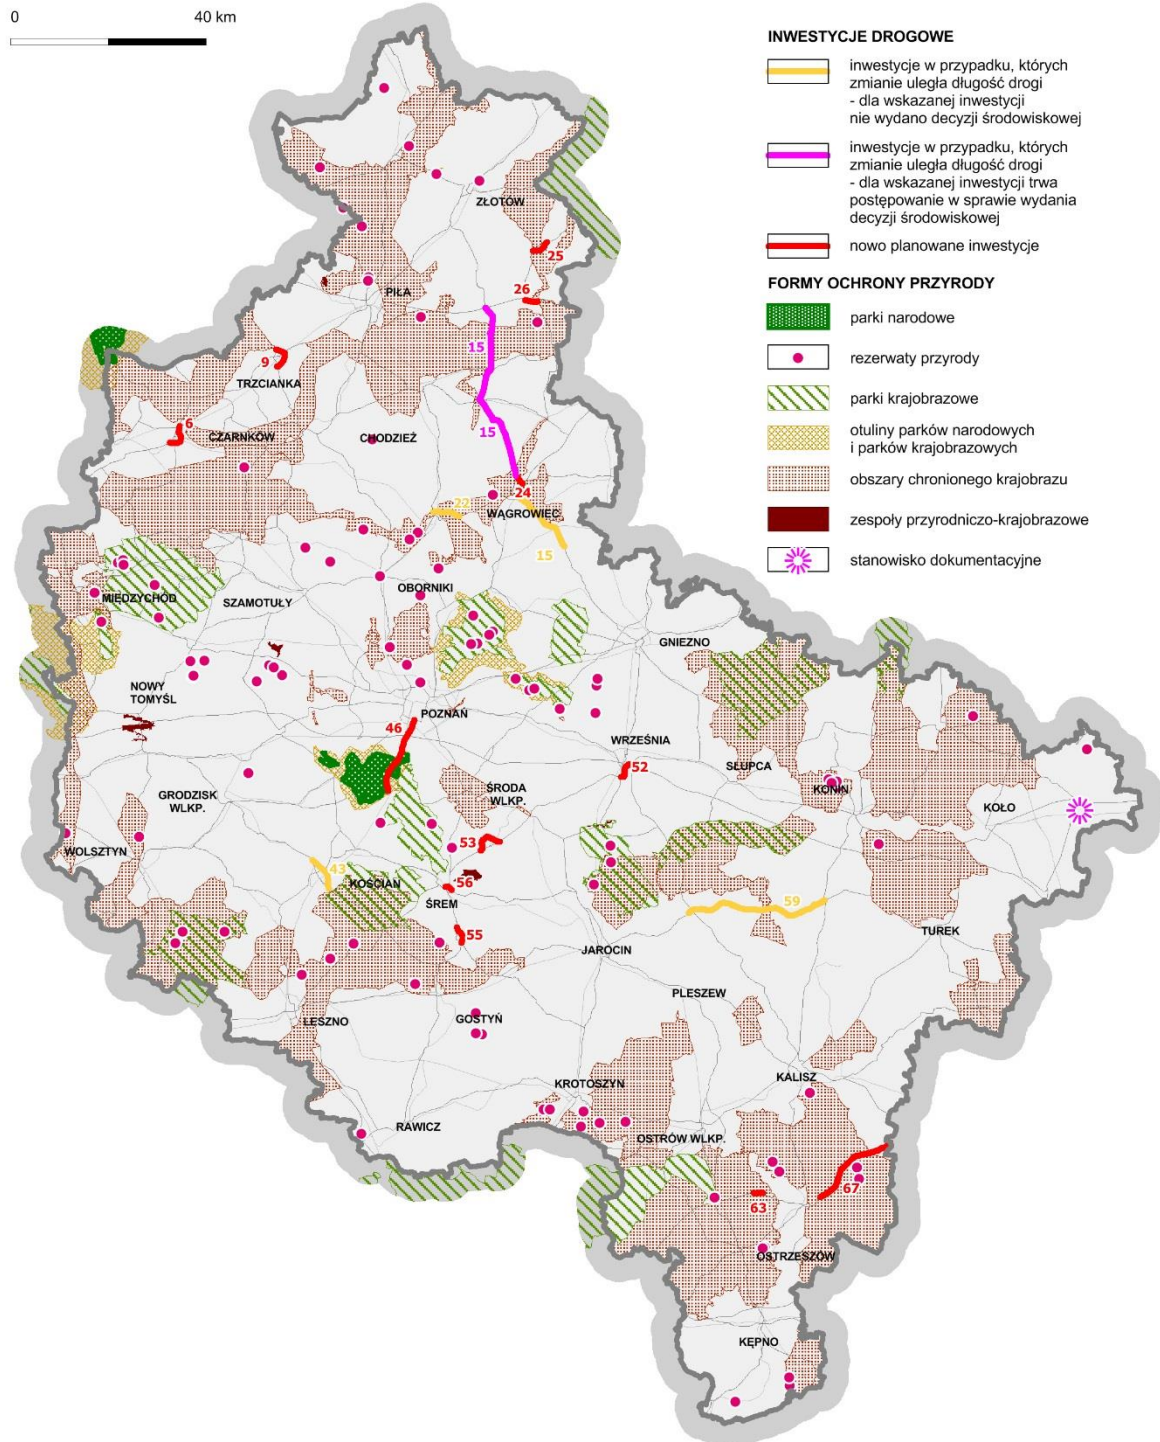 0 40 km
INWESTYCJE DROGOWE
inwestycje w przypadku, których
zmianie uległa długość drogi
- dla wskazanej inwestycji
nie wydano decyzji środowiskowej
inwestycje w przypadku, których
zmianie uległa długość drogi
- dla wskazanej inwestycji trwa
postępowanie w sprawie wydania
decyzji środowiskowej
nowo planowane inwestycje
FORMY OCHRONY PRZYRODY
parki narodowe
rezerwaty przyrody
parki krajobrazowe
otuliny parków narodowych
i parków krajobrazowych
obszary chronionego krajobrazu
zespoły przyrodniczo-krajobrazowe
stanowisko dokumentacyjne
ZŁOTÓW
25
26
PIŁA
15
9
TRZCIANKA
6
CZARNKÓW
CHODZIEŻ
15
24
22
WĄGROWIEC
15
OBORNIKI
MIĘDZYCHÓD
SZAMOTUŁY
GNIEZNO
NOWY
TOMYŚL
POZNAŃ
46
WRZEŚNIA
52
SŁUPCA
KONIN
KOŁO
ŚRODA
WLKP.
GRODZISK
WLKP.
53
WOLSZTYN
43
KOŚCIAN
56
ŚREM
59
55
TUREK
JAROCIN
PLESZEW
LESZNO
GOSTYŃ
KROTOSZYN
KALISZ
RAWICZ
OSTRÓW WLKP.
67
63
OSTRZESZÓW
KĘPNO